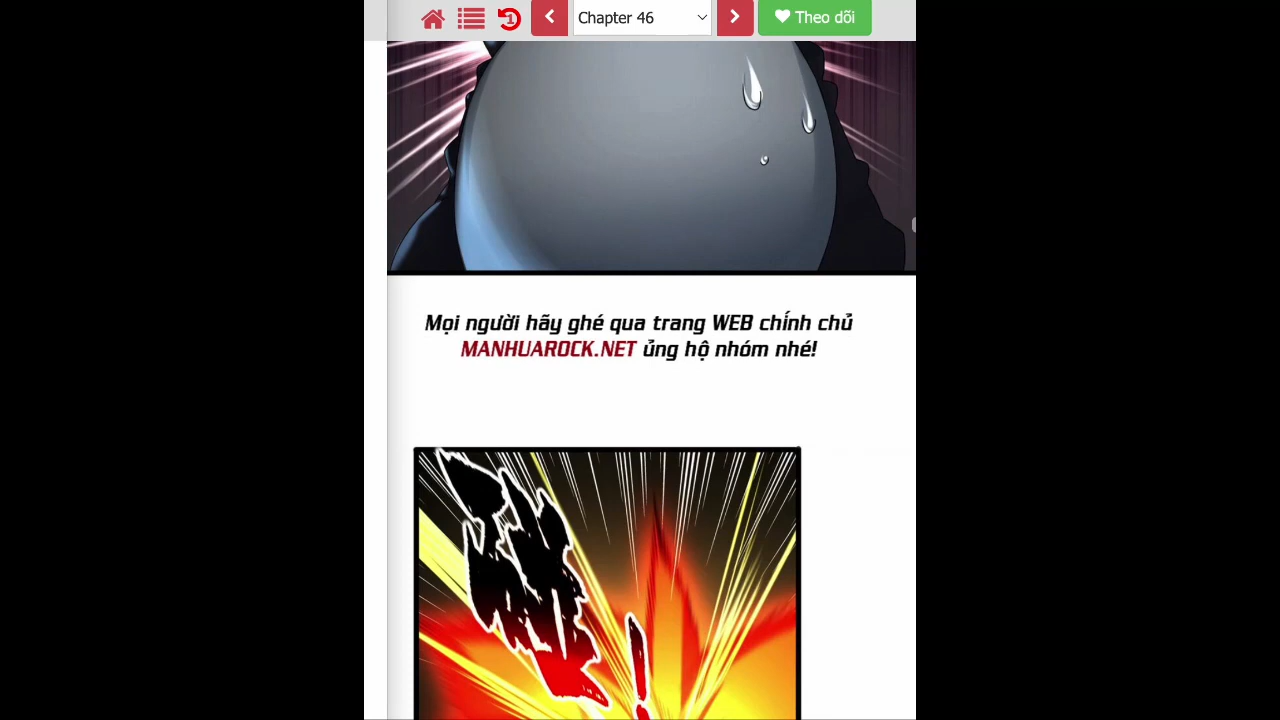 Chapter 46
Theo dõi
Mọi người hãy ghé qua trang WEB chính chủ
MANHUAROCK.NET ủng hộ nhóm nhé!